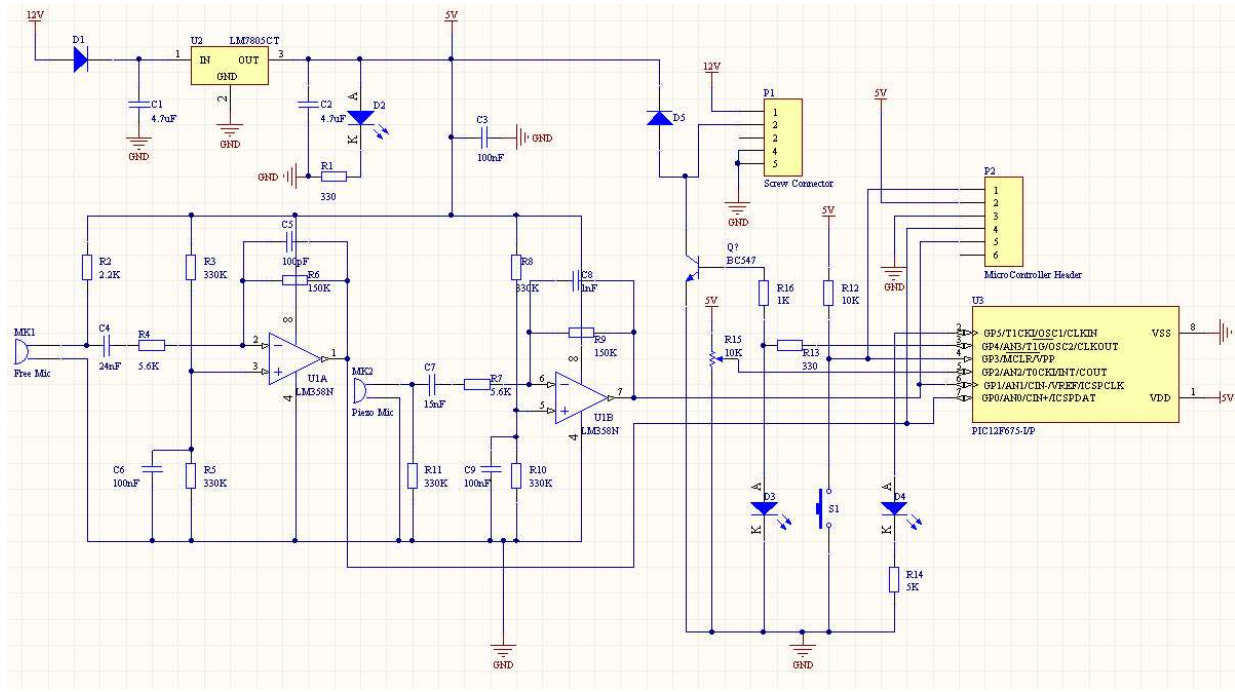 12V
D1
C1
4.7uF
GND
U2 LM7805CT
1 IN OUT 3
GND
2
GND
5V
C2
4.7uF
A
D2
K
GND
R1
330
C3
100nF
GND
D5
12V
P1
1
2
2
4
5
Screw Connector
GND
5V
P2
1
2
3
4
5
6
MicroController Header
GND
R2
2.2K
R3
330K
C5
100pF
R6
150K
MK1
Free Mic
C4
24nF
R4
5.6K
2
3
8
4
1
U1A
LM358N
C6
100nF
R5
330K
MK2
Piezo Mic
C7
15nF
R7
5.6K
R8
330K
C8
1nF
R9
150K
6
5
8
4
7
U1B
LM358N
R11
330K
C9
100nF
R10
330K
GND
Q?
BC547
5V
R15
10K
R16
1K
5V
R12
10K
R13
330
A
D3
K
S1
A
D4
K
R14
5K
GND
U3
2 GP5/T1CKI/OSC1/CLKIN
3 GP4/AN3/T1G/OSC2/CLKOUT
4 GP3/MCLR/VPP
5 GP2/AN2/T0CKI/INT/COUT
6 GP1/AN1/CIN-/VREF/ICSPCLK
7 GP0/AN0/CIN+/ICSPDAT
VSS 8
VDD 1
5V
PIC12F675-I/P